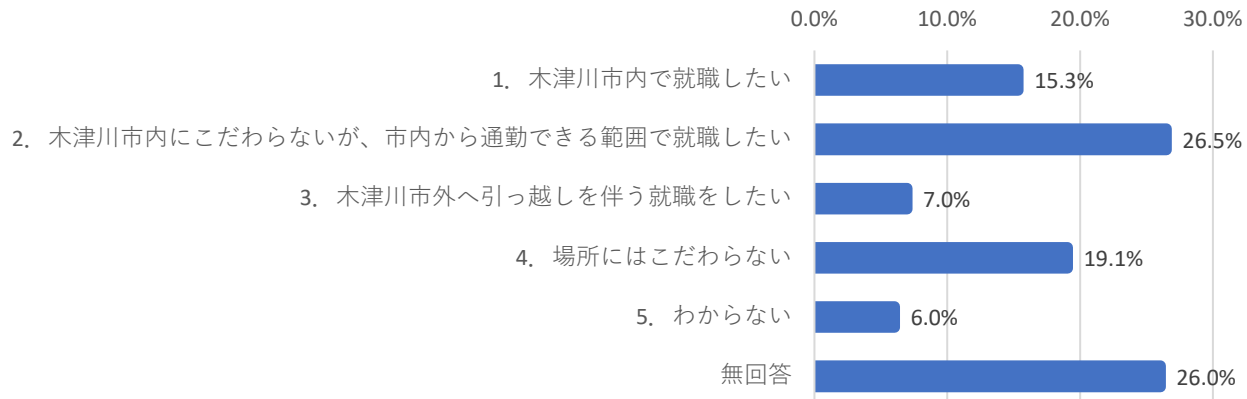 0.0% 10.0% 20.0% 30.0%
1. 木津川市内で就職したい 15.3%
2. 木津川市内にこだわらないが、市内から通勤できる範囲で就職したい 26.5%
3. 木津川市外へ引っ越しを伴う就職をしたい 7.0%
4. 場所にはこだわらない 19.1%
5. わからない 6.0%
無回答 26.0%